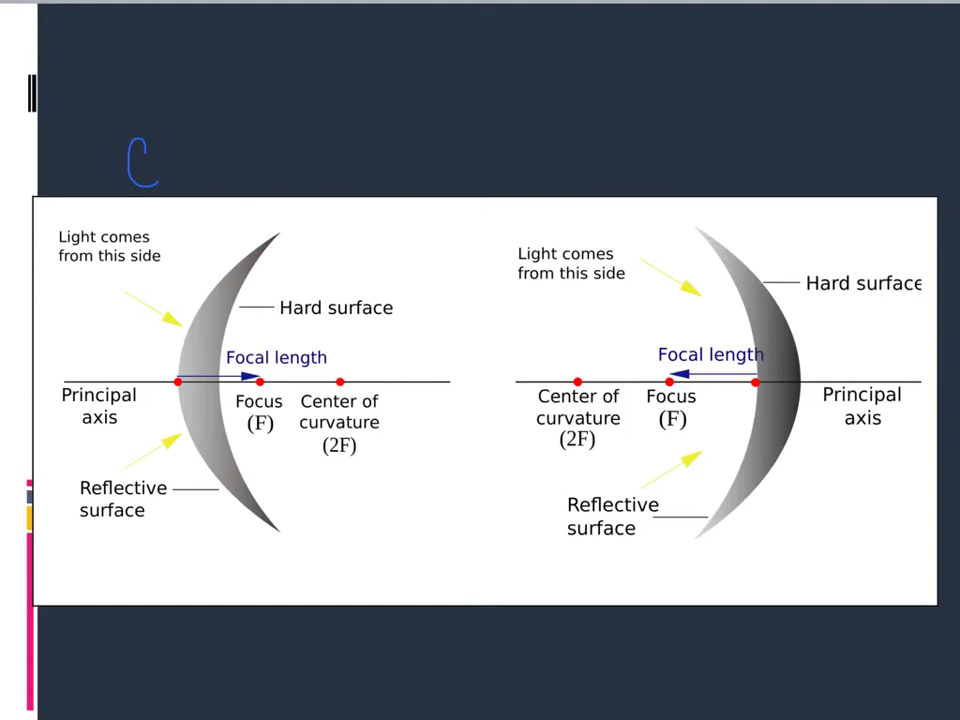 C
Light comes
from this side
Hard surface
Focal length
Principal
axis
Focus
(F)
Center of
curvature
(2F)
Reflective
surface
Light comes
from this side
Hard surface
Focal length
Center of
curvature
(2F)
Focus
(F)
Principal
axis
Reflective
surface